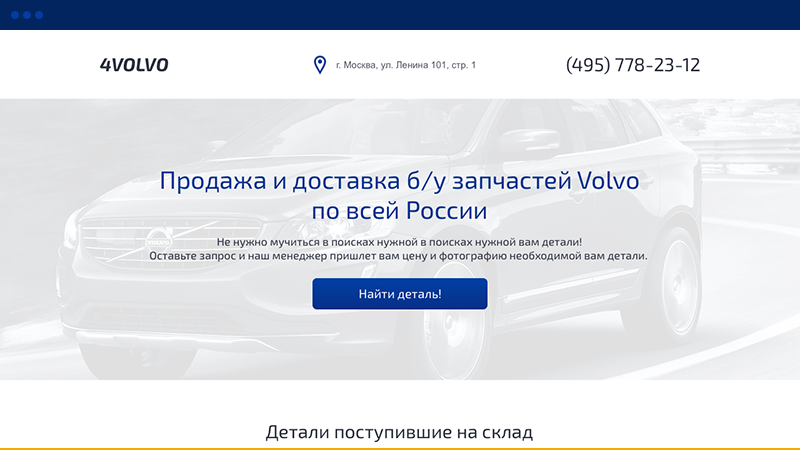 4VOLVO
г. Москва, ул. Ленина 101, стр. 1
(495) 778-23-12
Продажа и доставка б/у запчастей Volvo
по всей России
Не нужно мучиться в поисках нужной в поисках нужной вам детали!
Оставьте запрос и наш менеджер пришлет вам цену и фотографию необходимой вам детали.
VOLVO
Найти деталь!
Детали поступившие на склад